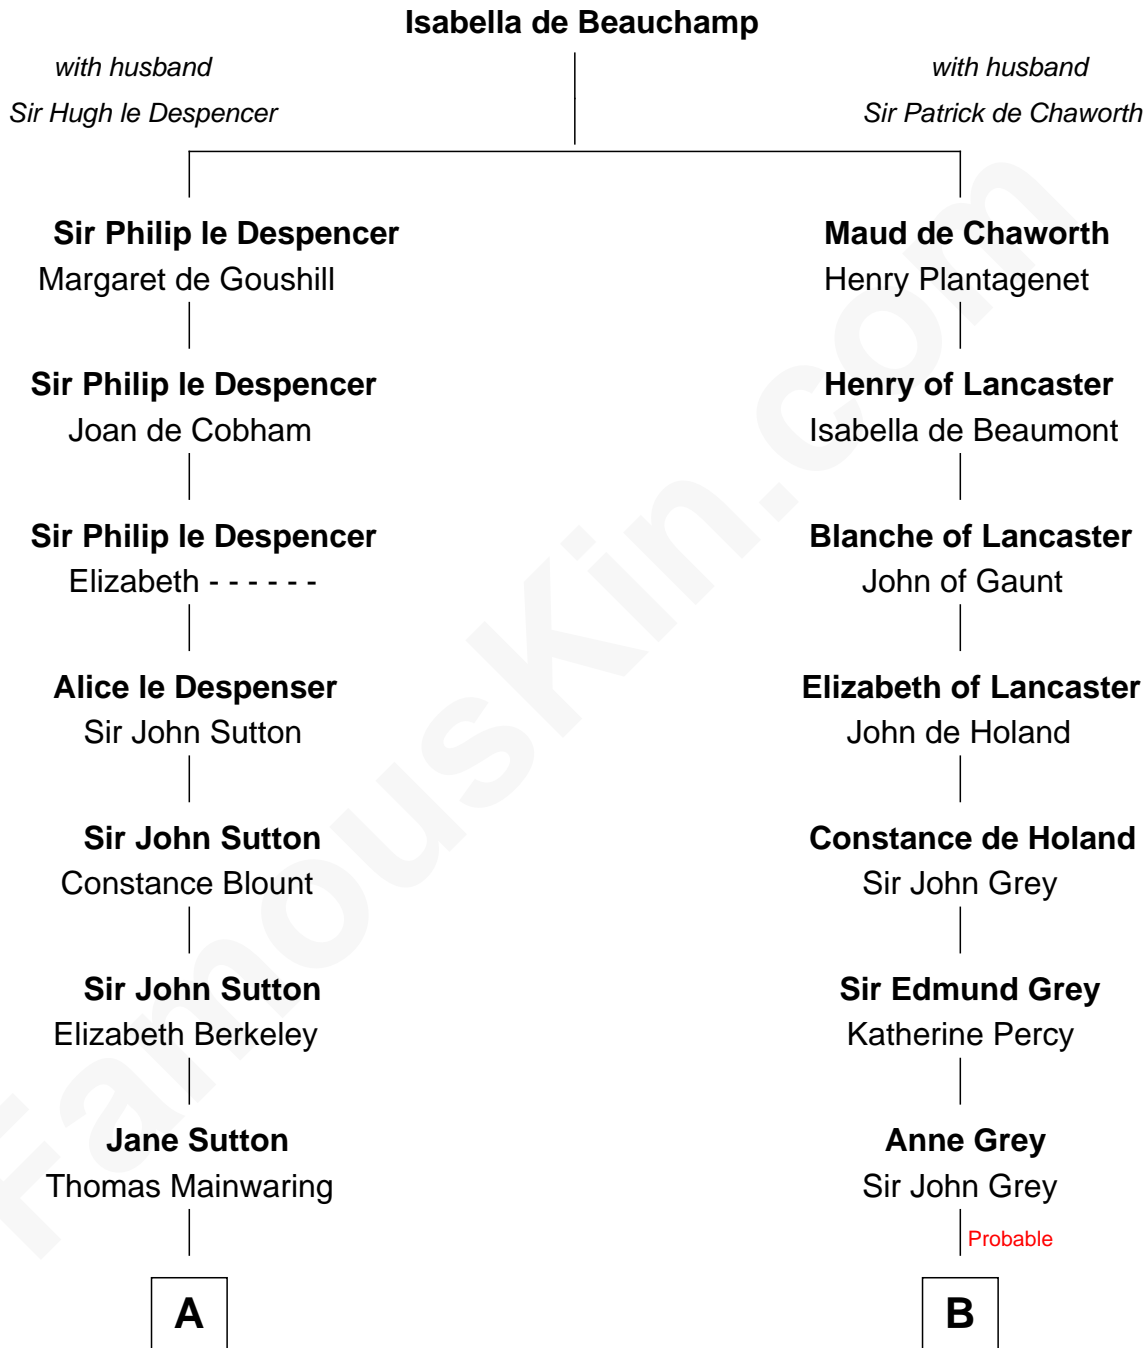 Isabella de Beauchamp
with husband
Sir Hugh le Despencer
with husband
Sir Patrick de Chaworth
Sir Philip le Despencer
Margaret de Goushill
Maud de Chaworth
Henry Plantagenet
Sir Philip le Despencer
Joan de Cobham
Henry of Lancaster
Isabella de Beaumont
Sir Philip le Despencer
Elizabeth - - - - - -
Blanche of Lancaster
John of Gaunt
Alice le Despenser
Sir John Sutton
Elizabeth of Lancaster
John de Holand
Sir John Sutton
Constance Blount
Constance de Holand
Sir John Grey
Sir John Sutton
Elizabeth Berkeley
Sir Edmund Grey
Katherine Percy
Jane Sutton
Thomas Mainwaring
Anne Grey
Sir John Grey
Probable
A
B
FamousKin.com